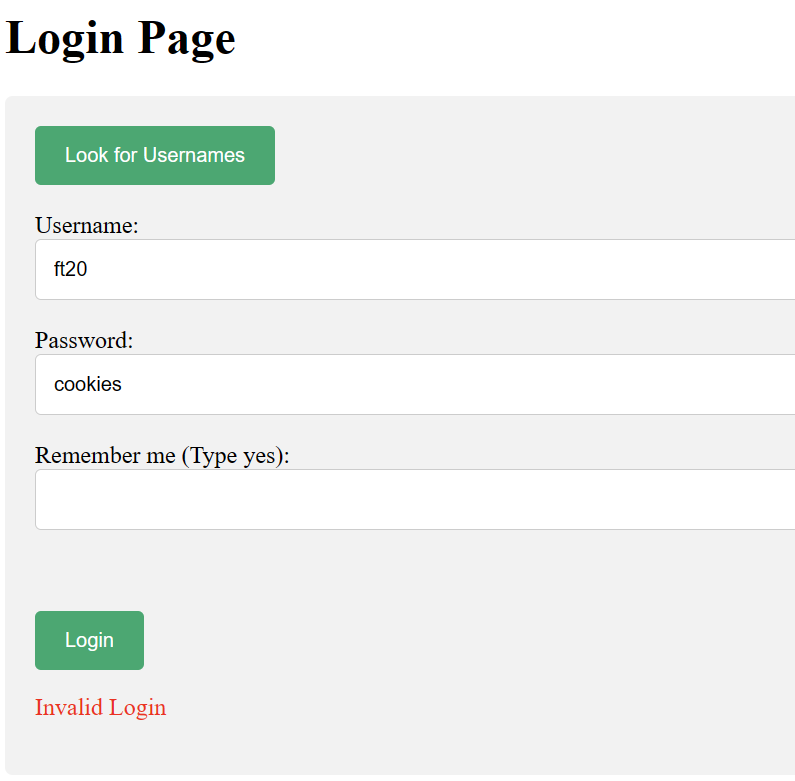 Login Page
Look for Usernames
Username:
ft20
Password:
cookies
Remember me (Type yes):
Login
Invalid Login